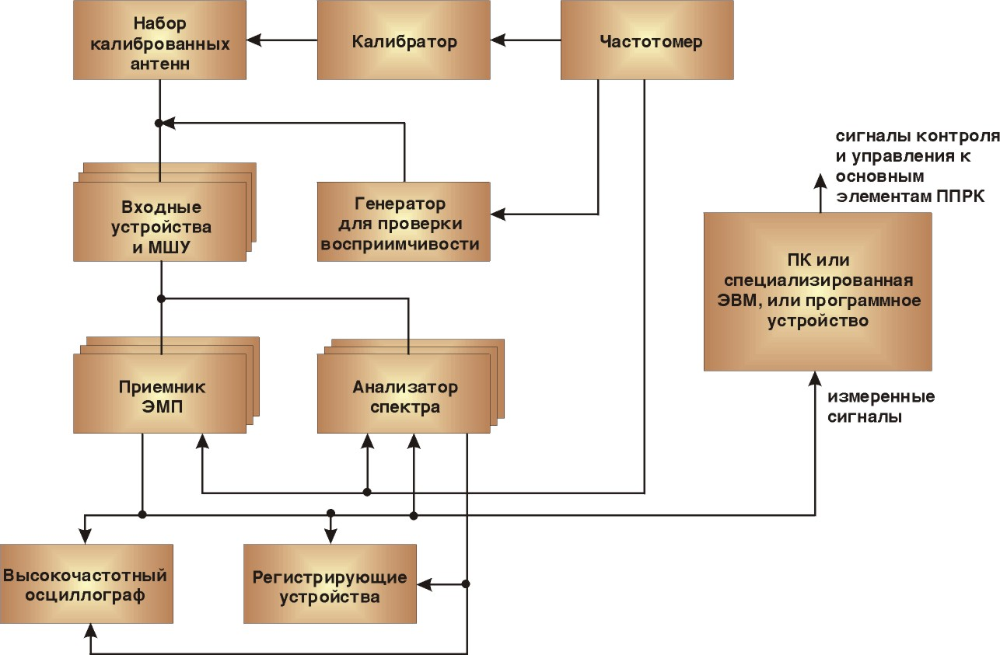 Набор
калиброванных
антенн
Калибратор
Частотомер
сигналы контроля
и управления к
основным
элементам ППРК
Входные
устройства
и МШУ
Генератор
для проверки
восприимчивости
ПК или
специализированная
ЭВМ, или программное
устройство
Приемник
ЭМП
Анализатор
спектра
измеренные
сигналы
Высокочастотный
осциллограф
Регистрирующие
устройства